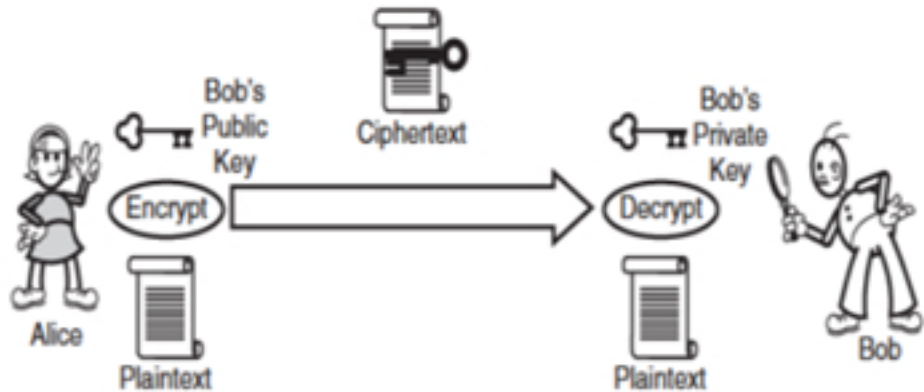 Bob's
Public
Key
Ciphertext
Bob's
Private
Key
Encrypt
Decrypt
Alice
Plaintext
Plaintext
Bob